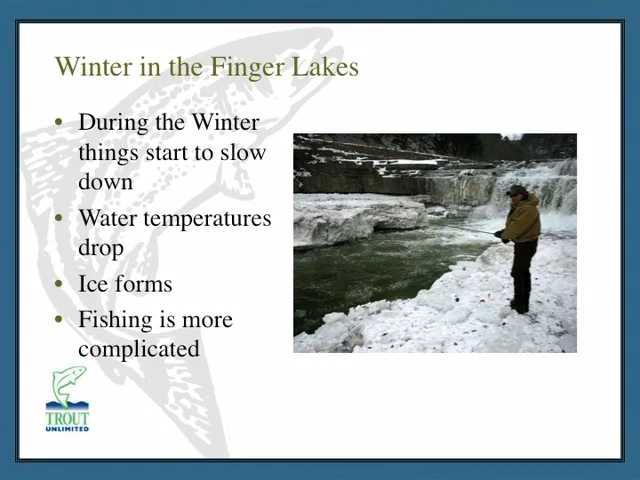 Winter in the Finger Lakes
• During the Winter
things start to slow
down
• Water temperatures
drop
• Ice forms
• Fishing is more
complicated
TROUT
UNLIMITED